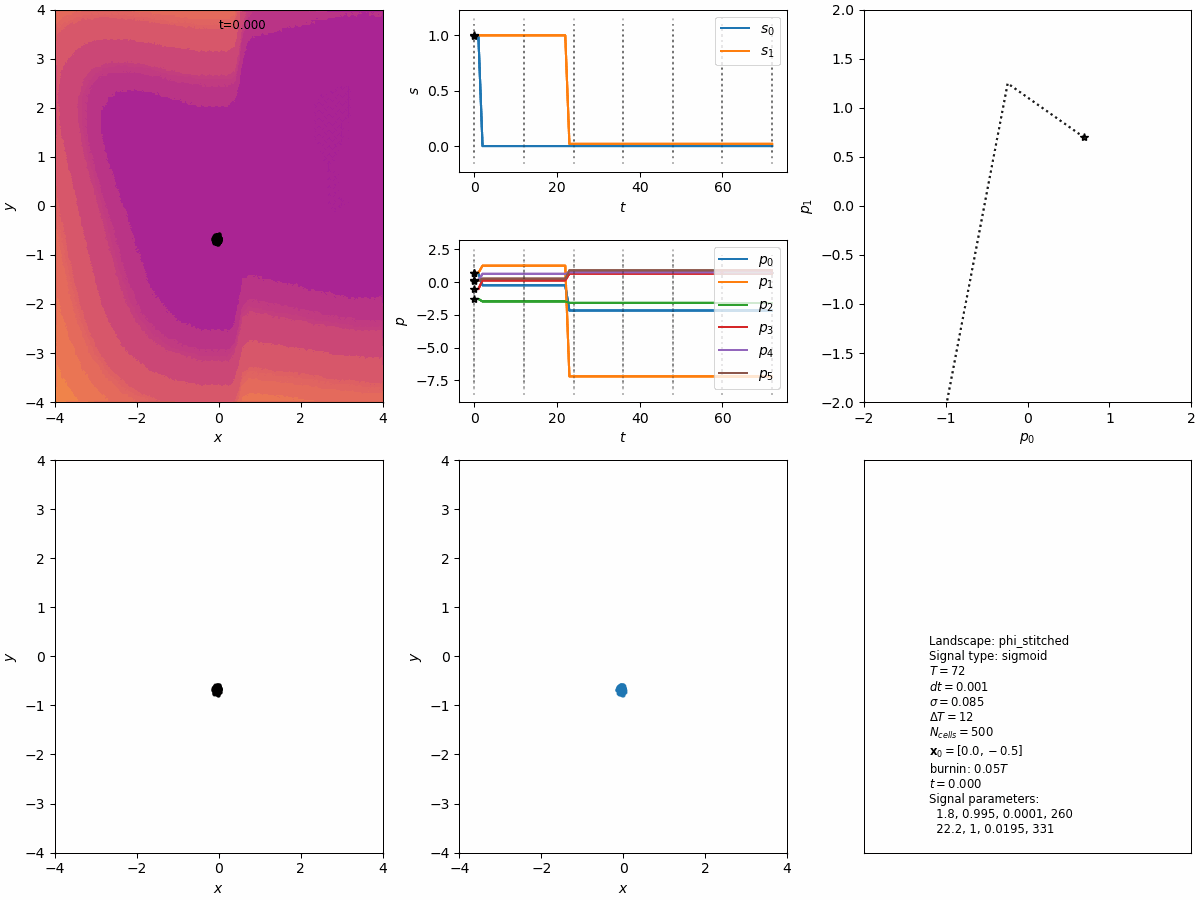 t=0.000
4
3
2
1
0
−1
−2
−3
−4
y
−4
−2
0
2
4
x
1.0
0.5
0.0
s
s₀
s₁
0
20
40
60
t
2.5
0.0
−2.5
−5.0
−7.5
p
p₀
p₁
p₂
p₃
p₄
p₅
0
20
40
60
t
2.0
1.5
1.0
0.5
0.0
−0.5
−1.0
−1.5
−2.0
p₁
−2
−1
0
1
2
p₀
4
3
2
1
0
−1
−2
−3
−4
y
−4
−2
0
2
4
x
4
3
2
1
0
−1
−2
−3
−4
y
−4
−2
0
2
4
x
Landscape: phi_stitched
Signal type: sigmoid
T = 72
dt = 0.001
σ = 0.085
ΔT = 12
N_cells = 500
x₀ = [0.0, −0.5]
burnin: 0.05T
t = 0.000
Signal parameters:
1.8, 0.995, 0.0001, 260
22.2, 1, 0.0195, 331